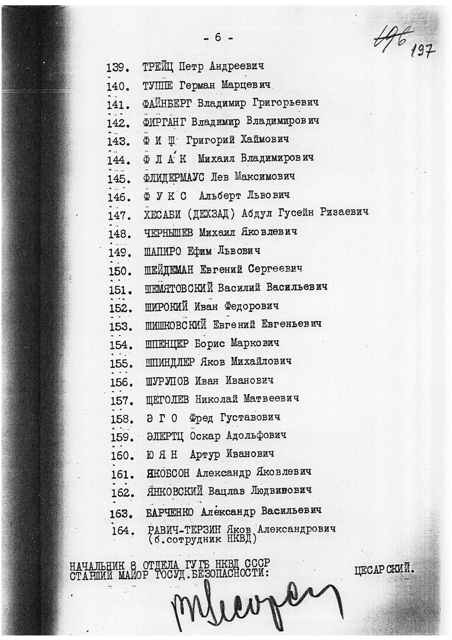 - 6 -
196
197
139. ТРЕЙЦ Петр Андреевич
140. ТУППЕ Герман Марцевич
141. ФАЙНБЕРГ Владимир Григорьевич
142. ФИРГАНГ Владимир Владимирович
143. Ф И Ш Григорий Хаймович
144. Ф Л А К Михаил Владимирович
145. ФЛИДЕРМАУС Лев Максимович
146. Ф У К С Альберт Львович
147. ХЕСАБИ (ДЕХЗАД) Абдул Гусейн Ризаевич
148. ЧЕРНЫШЕВ Михаил Яковлевич
149. ШАПИРО Ефим Львович
150. ШЕЙДЕМАН Евгений Сергеевич
151. ШЕМЯТОВСКИЙ Василий Васильевич
152. ШИРОКИЙ Иван Федорович
153. ШИШКОВСКИЙ Евгений Евгеньевич
154. ШПЕНЦЕР Борис Маркович
155. ШПИНДЛЕР Яков Михайлович
156. ШУРУПОВ Иван Иванович
157. ЩЕГОЛЕВ Николай Матвеевич
158. Э Г О Фред Густавович
159. ЭЛЕРТЦ Оскар Адольфович
160. Ю Я Н Артур Иванович
161. ЯКОБСОН Александр Яковлевич
162. ЯНКОВСКИЙ Вацлав Людвинович
163. БАРЧЕНКО Александр Васильевич
164. РАВИЧ-ТЕРЗИН Яков Александрович
(б.сотрудник НКВД)
НАЧАЛЬНИК 8 ОТДЕЛА ГУГБ НКВД СССР
СТАРШИЙ МАЙОР ГОСУД.БЕЗОПАСНОСТИ: ЦЕСАРСКИЙ.